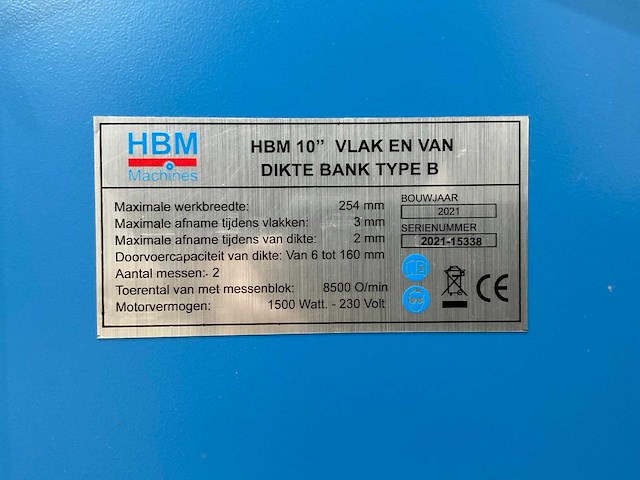 HBM
Machines
HBM 10” VLAK EN VAN
DIKTE BANK TYPE B
Maximale werkbreedte: 254 mm
Maximale afname tijdens vlakken: 3 mm
Maximale afname tijdens van dikte: 2 mm
Doorvoercapaciteit van dikte: Van 6 tot 160 mm
Aantal messen:- 2
Toerental van met messenblok: 8500 O/min
Motorvermogen: 1500 Watt. - 230 Volt
BOUWJAAR
2021
SERIENUMMER
2021-15338
CE